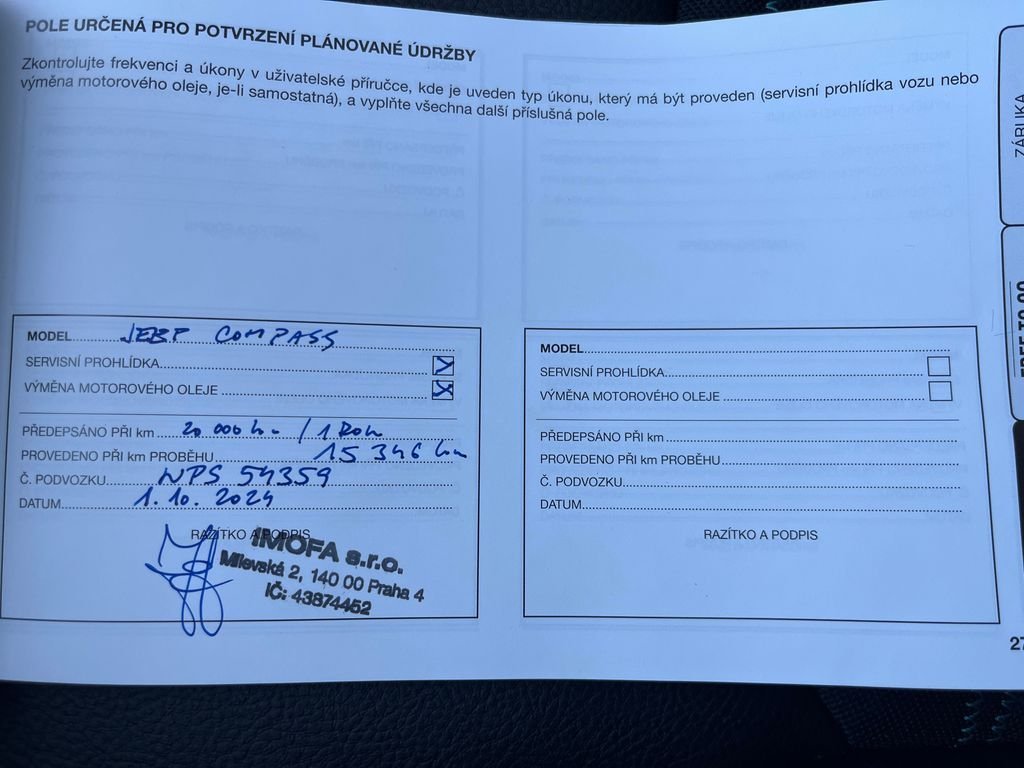 POLE URČENÁ PRO POTVRZENÍ PLÁNOVANÉ ÚDRŽBY
Zkontrolujte frekvenci a úkony v uživatelské příručce, kde je uveden typ úkonu, který má být proveden (servisní prohlídka vozu nebo
výměna motorového oleje, je-li samostatná), a vyplňte všechna další příslušná pole.
MODEL JEEP COMPASS
SERVISNÍ PROHLÍDKA
VÝMĚNA MOTOROVÉHO OLEJE
PŘEDEPSÁNO PŘI km 20 000 km / 1 ROK
PROVEDENO PŘI km PROBĚHU 15 346 km
Č. PODVOZKU NPS 54359
DATUM 1. 10. 2024
RAZÍTKO A PODPIS
IMOFA s.r.o.
Milevská 2, 140 00 Praha 4
IČ: 43874452
MODEL
SERVISNÍ PROHLÍDKA
VÝMĚNA MOTOROVÉHO OLEJE
PŘEDEPSÁNO PŘI km
PROVEDENO PŘI km PROBĚHU
Č. PODVOZKU
DATUM
RAZÍTKO A PODPIS
ZÁRUKA
27